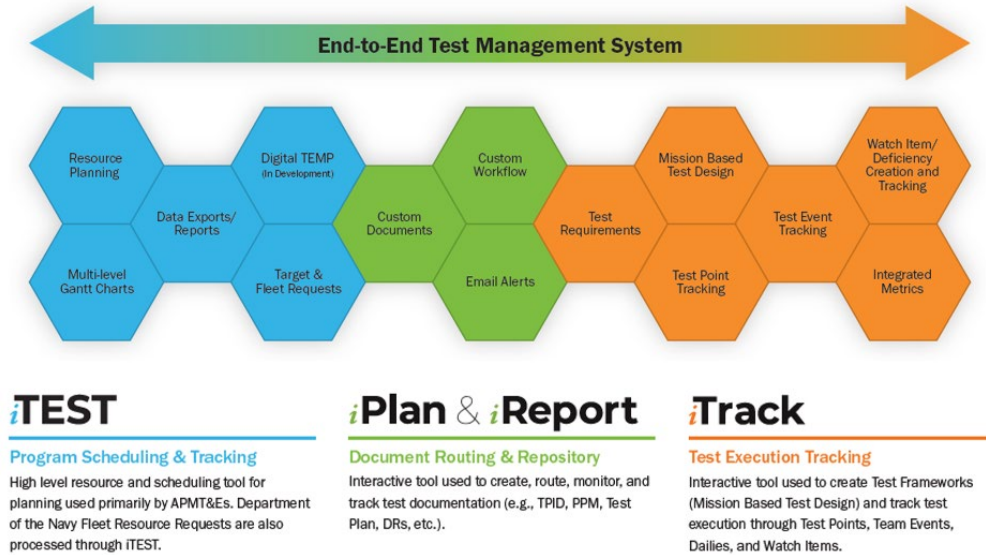 End-to-End Test Management System
Resource
Planning
Data Exports/
Reports
Multi-level
Gantt Charts
Digital TEMP
(In Development)
Target &
Fleet Requests
Custom
Documents
Custom
Workflow
Email Alerts
Test
Requirements
Mission Based
Test Design
Test Point
Tracking
Test Event
Tracking
Watch Item/
Deficiency
Creation and
Tracking
Integrated
Metrics
iTEST
Program Scheduling & Tracking
High level resource and scheduling tool for
planning used primarily by APMT&Es. Department
of the Navy Fleet Resource Requests are also
processed through iTEST.
iPlan & iReport
Document Routing & Repository
Interactive tool used to create, route, monitor, and
track test documentation (e.g., TPID, PPM, Test
Plan, DRs, etc.).
iTrack
Test Execution Tracking
Interactive tool used to create Test Frameworks
(Mission Based Test Design) and track test
execution through Test Points, Team Events,
Dailies, and Watch Items.